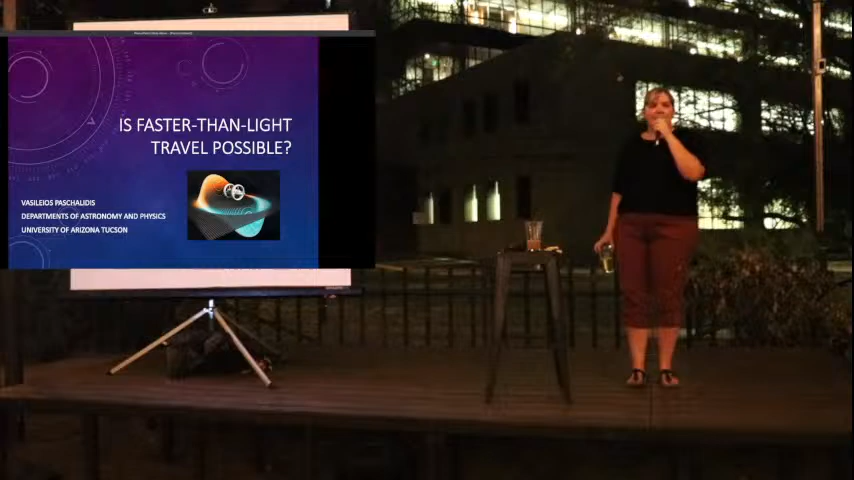 IS FASTER-THAN-LIGHT
TRAVEL POSSIBLE?
VASILEIOS PASCHALIDIS
DEPARTMENTS OF ASTRONOMY AND PHYSICS
UNIVERSITY OF ARIZONA TUCSON